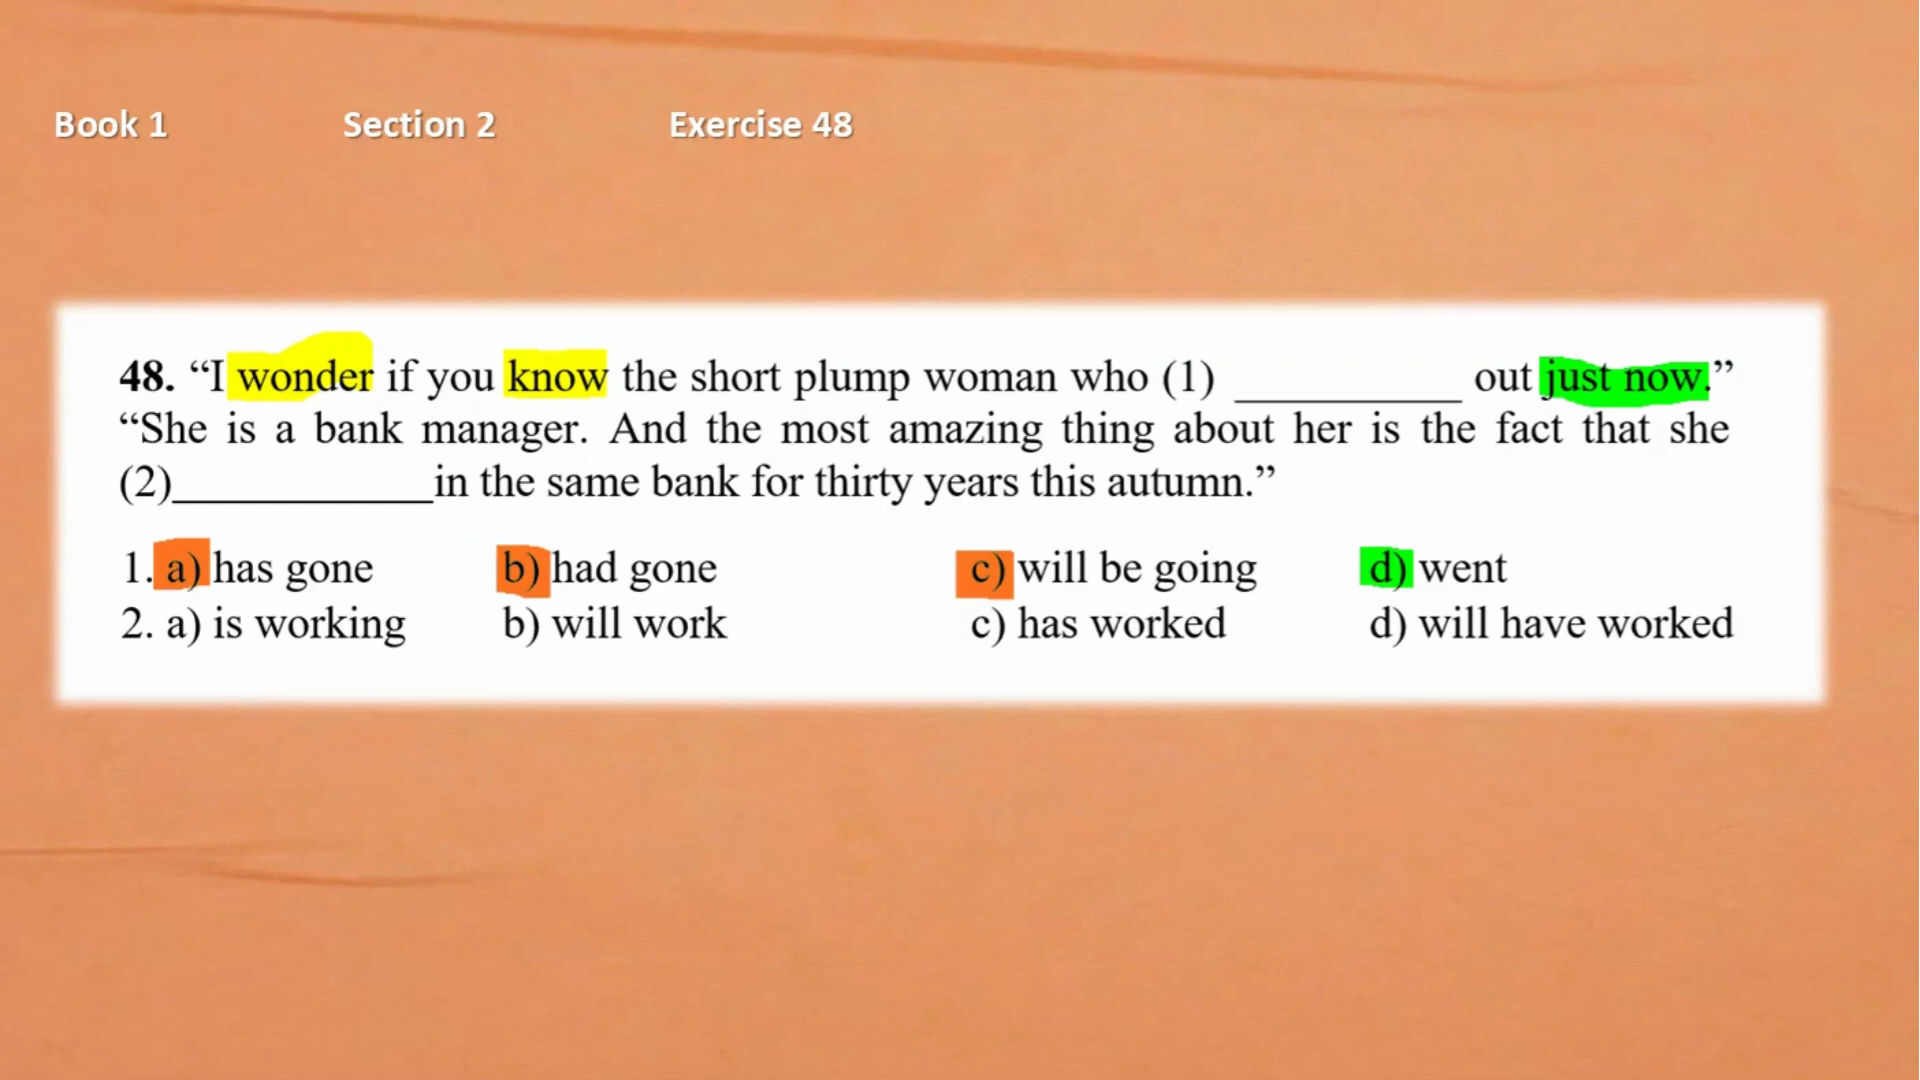 Book 1 Section 2 Exercise 48
48. “I wonder if you know the short plump woman who (1) __________ out just now.”
“She is a bank manager. And the most amazing thing about her is the fact that she
(2)____________in the same bank for thirty years this autumn.”
1. a) has gone b) had gone c) will be going d) went
2. a) is working b) will work c) has worked d) will have worked